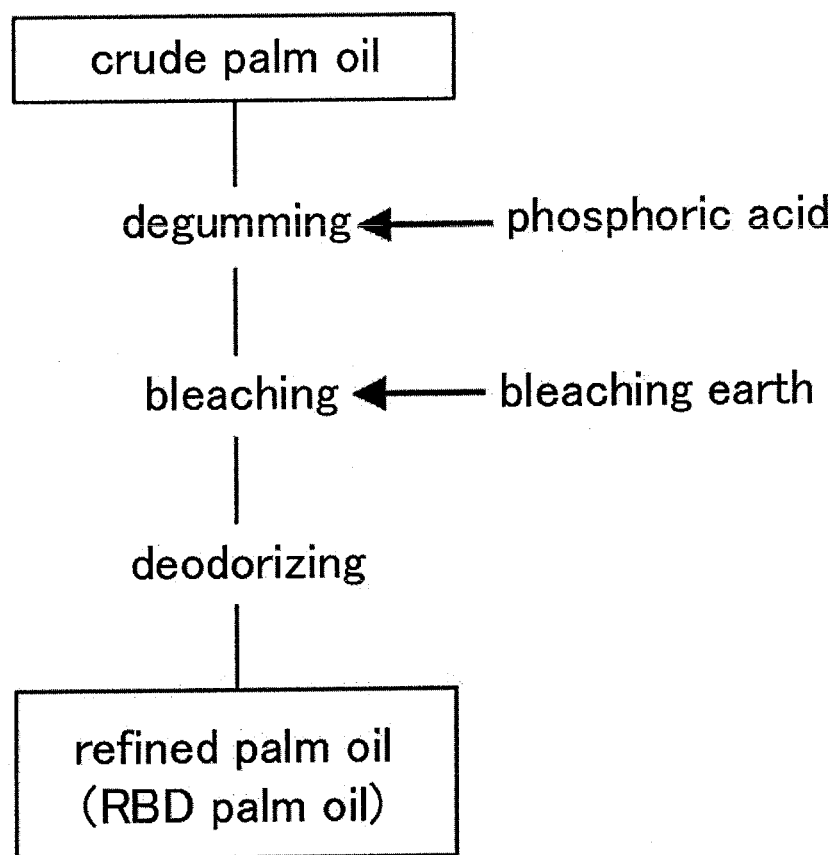 crude palm oil
degumming
phosphoric acid
bleaching
bleaching earth
deodorizing
refined palm oil
(RBD palm oil)